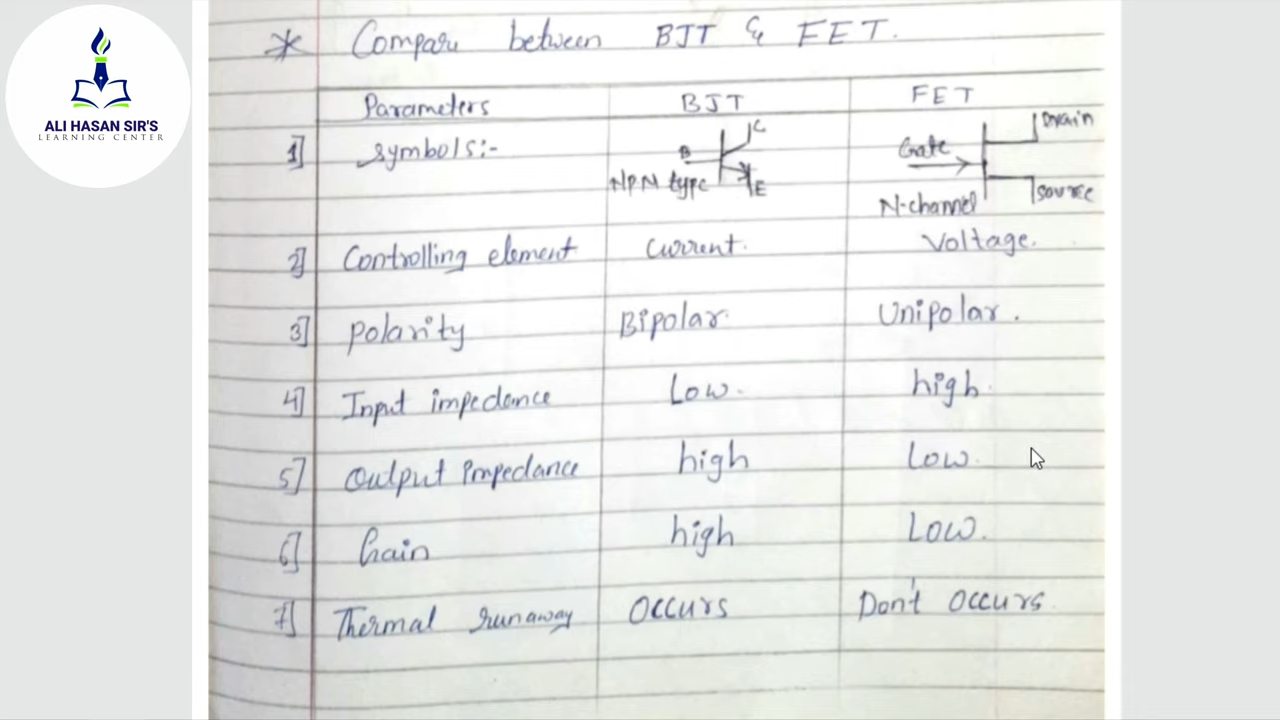 ALI HASAN SIR'S
LEARNING CENTER
* Compare between BJT & FET.
Parameters BJT FET
1] symbols:- B C E NPN type Gate Drain Source N-channel
2] Controlling element Current. Voltage.
3] Polarity Bipolar. Unipolar.
4] Input impedance Low. high.
5] Output impedance high Low.
6] Gain high Low.
7] Thermal runaway Occurs Don't occurs